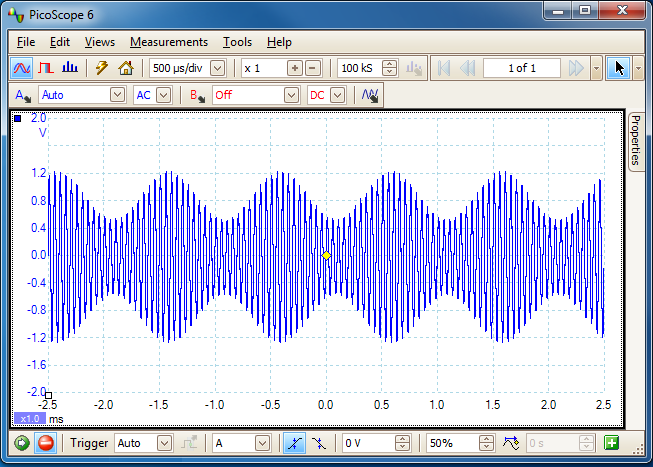 PicoScope 6
File Edit Views Measurements Tools Help
500 µs/div x 1 100 kS 1 of 1
A Auto AC B Off DC
2.0
V
1.2
0.8
0.4
0.0
-0.4
-0.8
-1.2
-1.6
-2.0
-2.5 -2.0 -1.5 -1.0 -0.5 0.0 0.5 1.0 1.5 2.0 2.5
x1.0 ms
Properties
Trigger Auto A 0 V 50% 0 s